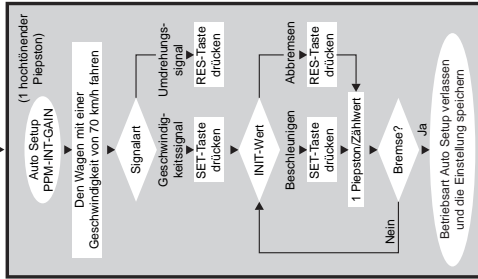 Auto Setup
PPM-INT-GAIN
(1 hochtönender
Piepston)
Den Wagen mit einer
Geschwindigkeit von 70 km/h fahren
Signalart
Geschwindig-
keitssignal
Umdrehungs-
signal
SET-Taste
drücken
RES-Taste
drücken
INIT-Wert
Beschleunigen
Abbremsen
SET-Taste
drücken
RES-Taste
drücken
1 Piepston/Zählwert
Bremse?
Nein
Ja
Betriebsart Auto Setup verlassen
und die Einstellung speichern